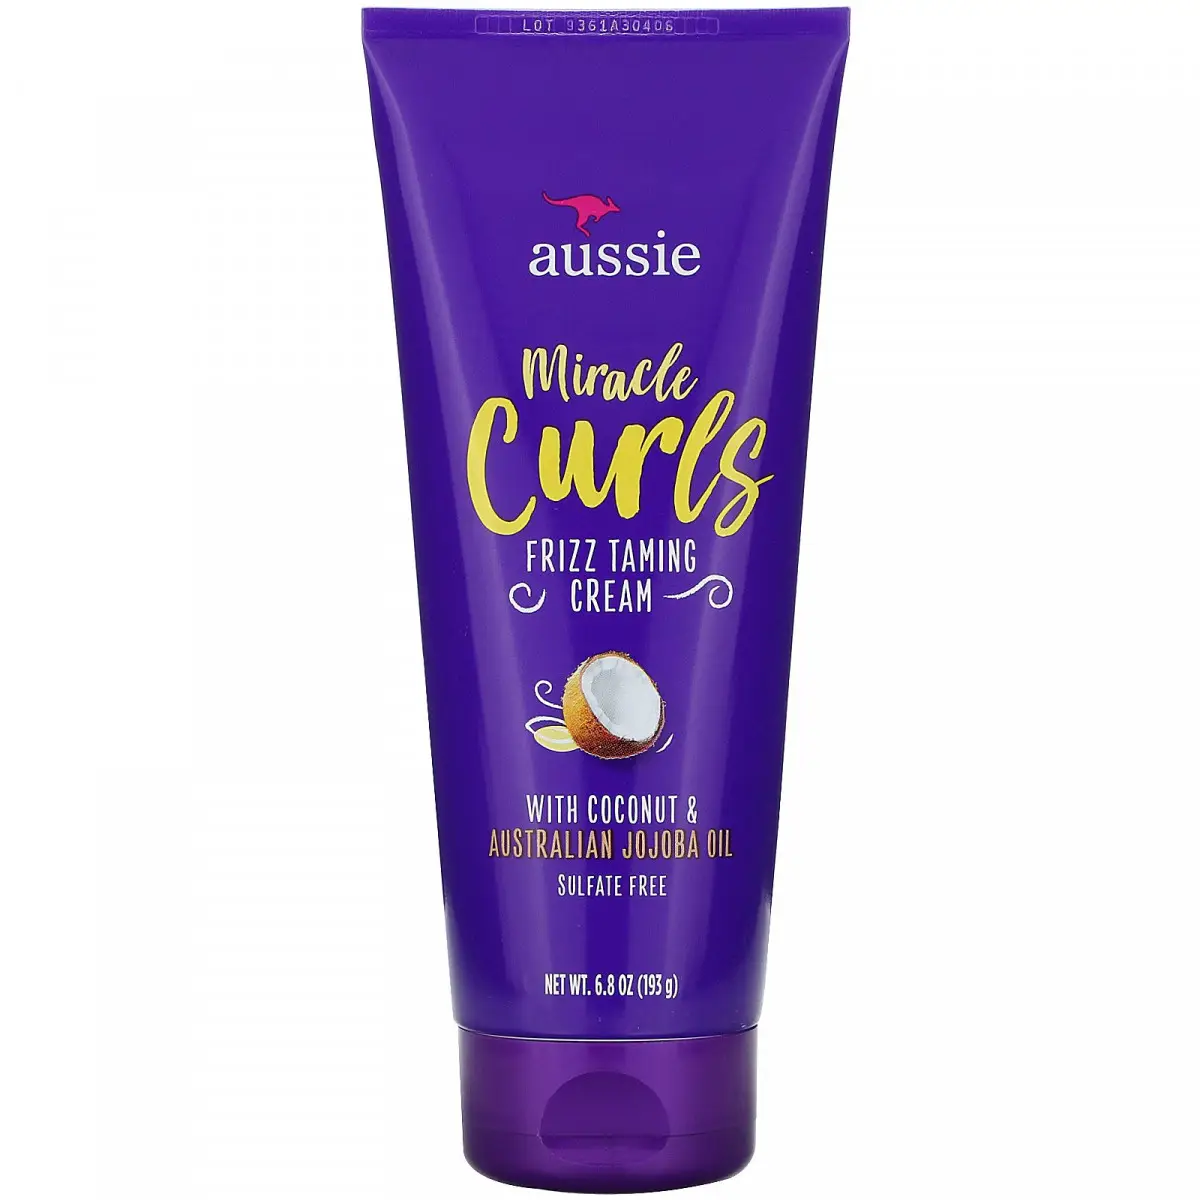 LOT 9361A30406
aussie
Miracle
Curls
FRIZZ TAMING
CREAM
WITH COCONUT &
AUSTRALIAN JOJOBA OIL
SULFATE FREE
NET WT. 6.8 OZ (193 g)